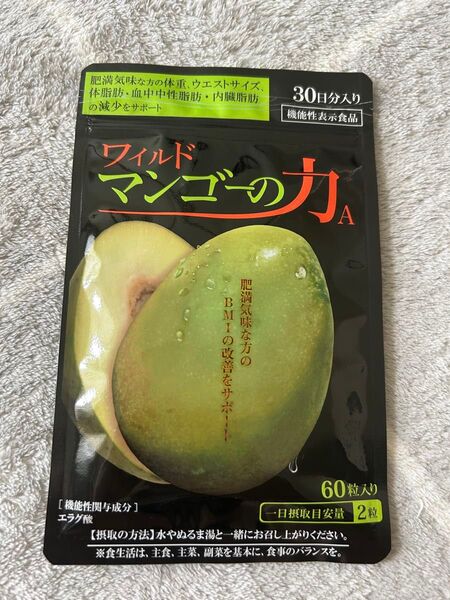 肥満気味な方の体重、ウエストサイズ、
体脂肪・血中中性脂肪・内臓脂肪
の減少をサポート
30日分入り
機能性表示食品
ワイルド
マンゴーの力A
肥満気味な方の
BMIの改善をサポート
60粒入り
[機能性関与成分]
エラグ酸
一日摂取目安量 2粒
【摂取の方法】水やぬるま湯と一緒にお召し上がりください。
※食生活は、主食、主菜、副菜を基本に、食事のバランスを。